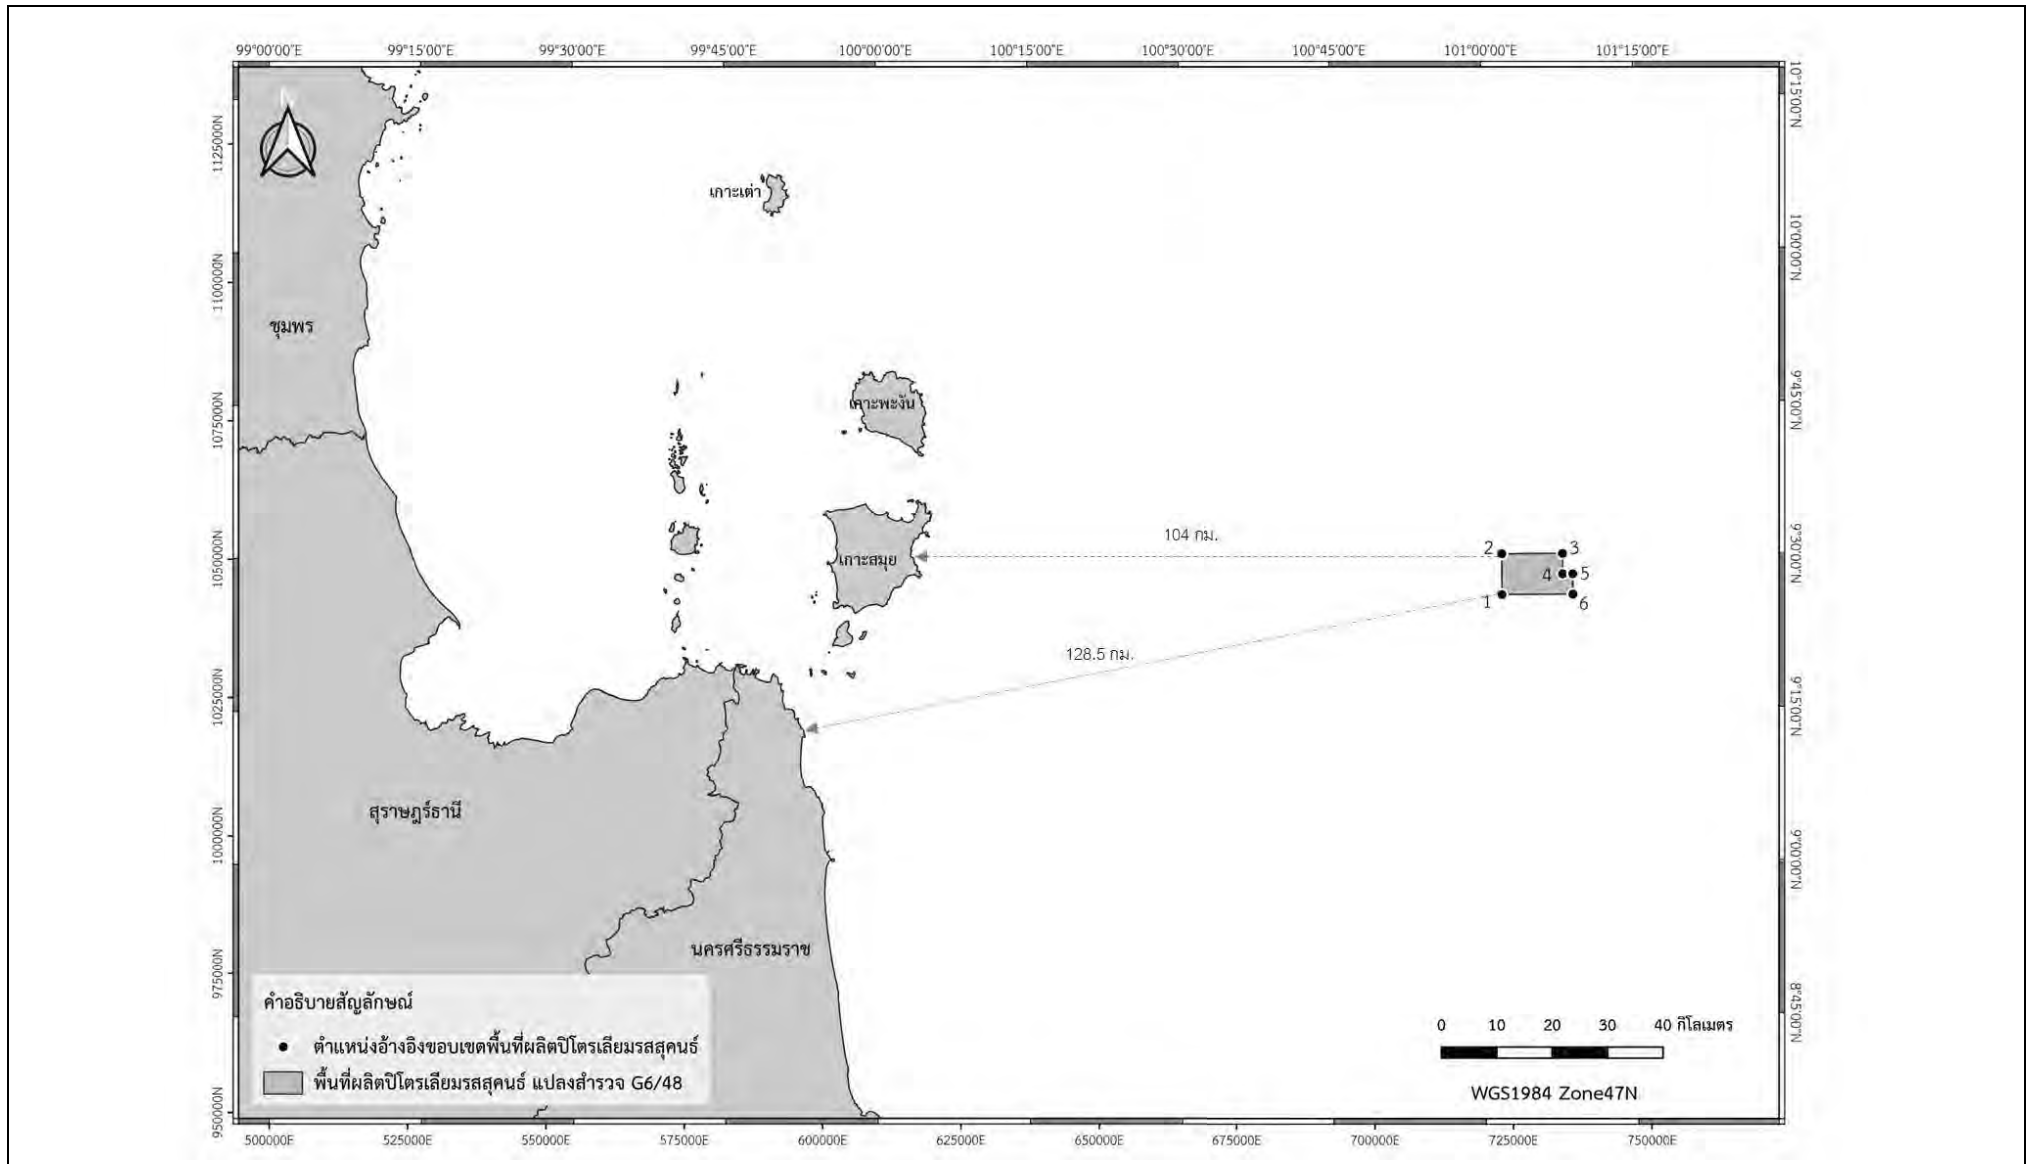 99°00'00"E 99°15'00"E 99°30'00"E 99°45'00"E 100°00'00"E 100°15'00"E 100°30'00"E 100°45'00"E 101°00'00"E 101°15'00"E
10°15'00"N
10°00'00"N
9°45'00"N
9°30'00"N
9°15'00"N
9°00'00"N
8°45'00"N
1125000N
1100000N
1075000N
1050000N
1025000N
1000000N
975000N
950000N
เกาะเต่า
ชุมพร
เกาะพะงัน
เกาะสมุย
104 กม.
2 3
4 5
1 6
128.5 กม.
สุราษฎร์ธานี
นครศรีธรรมราช
คำอธิบายสัญลักษณ์
ตำแหน่งอ้างอิงขอบเขตพื้นที่ผลิตปิโตรเลียมรสสุคนธ์
พื้นที่ผลิตปิโตรเลียมรสสุคนธ์ แปลงสำรวจ G6/48
0 10 20 30 40 กิโลเมตร
WGS1984 Zone47N
500000E 525000E 550000E 575000E 600000E 625000E 650000E 675000E 700000E 725000E 750000E